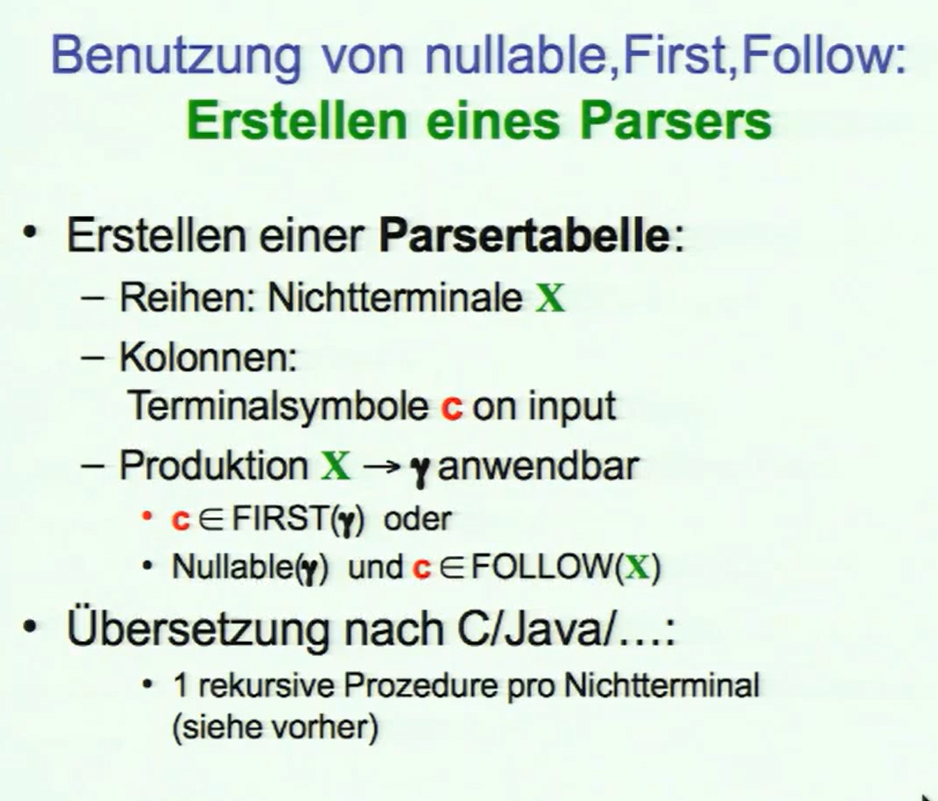 Benutzung von nullable,First,Follow:
Erstellen eines Parsers
• Erstellen einer Parsertabelle:
– Reihen: Nichtterminale X
– Kolonnen:
Terminalsymbole c on input
– Produktion X → γ anwendbar
• c ∈ FIRST(γ) oder
• Nullable(γ) und c ∈ FOLLOW(X)
• Übersetzung nach C/Java/…:
• 1 rekursive Prozedure pro Nichtterminal
(siehe vorher)